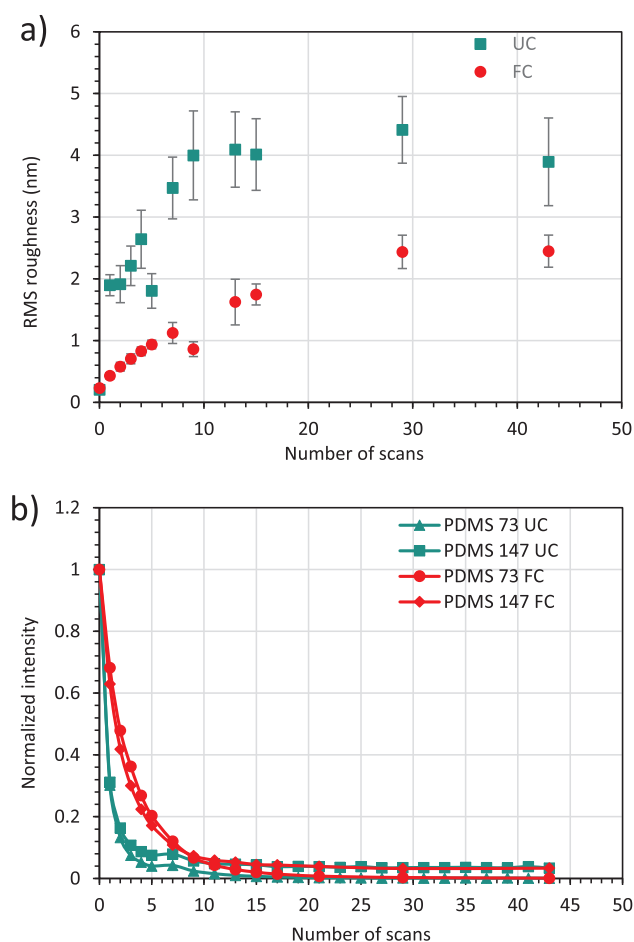 a)
6
5
4
3
2
1
0
RMS roughness (nm)
UC
FC
0 10 20 30 40 50
Number of scans
b)
1.2
1
0.8
0.6
0.4
0.2
0
Normalized intensity
PDMS 73 UC
PDMS 147 UC
PDMS 73 FC
PDMS 147 FC
0 5 10 15 20 25 30 35 40 45 50
Number of scans